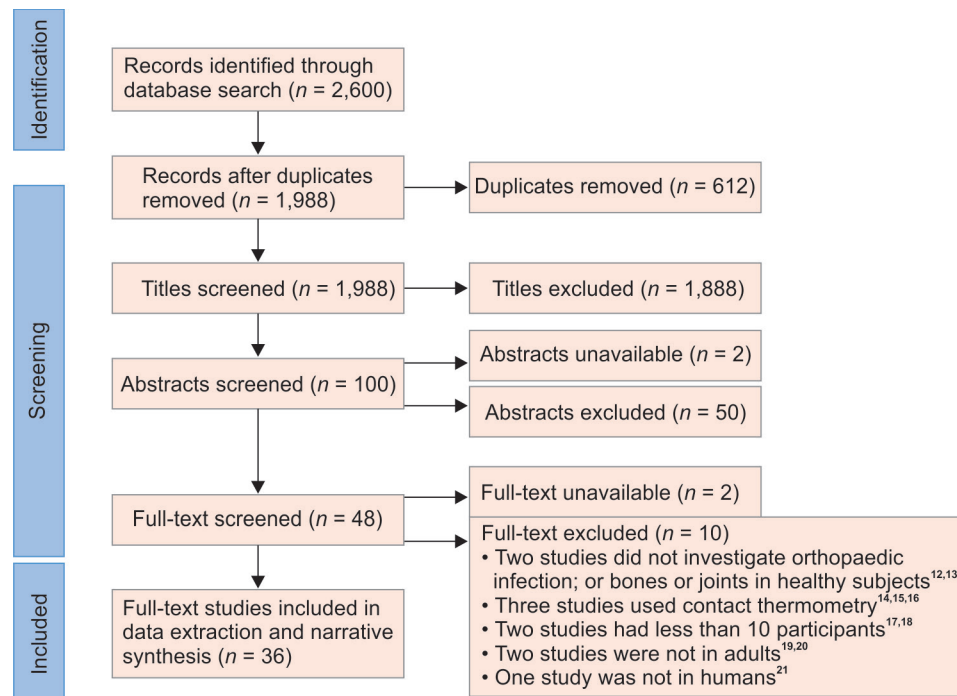 Identification
Records identified through
database search (n = 2,600)
Records after duplicates
removed (n = 1,988)
Duplicates removed (n = 612)
Screening
Titles screened (n = 1,988)
Titles excluded (n = 1,888)
Abstracts unavailable (n = 2)
Abstracts screened (n = 100)
Abstracts excluded (n = 50)
Full-text unavailable (n = 2)
Full-text screened (n = 48)
Full-text excluded (n = 10)
• Two studies did not investigate orthopaedic
infection; or bones or joints in healthy subjects12,13
• Three studies used contact thermometry14,15,16
• Two studies had less than 10 participants17,18
• Two studies were not in adults19,20
• One study was not in humans21
Included
Full-text studies included in
data extraction and narrative
synthesis (n = 36)